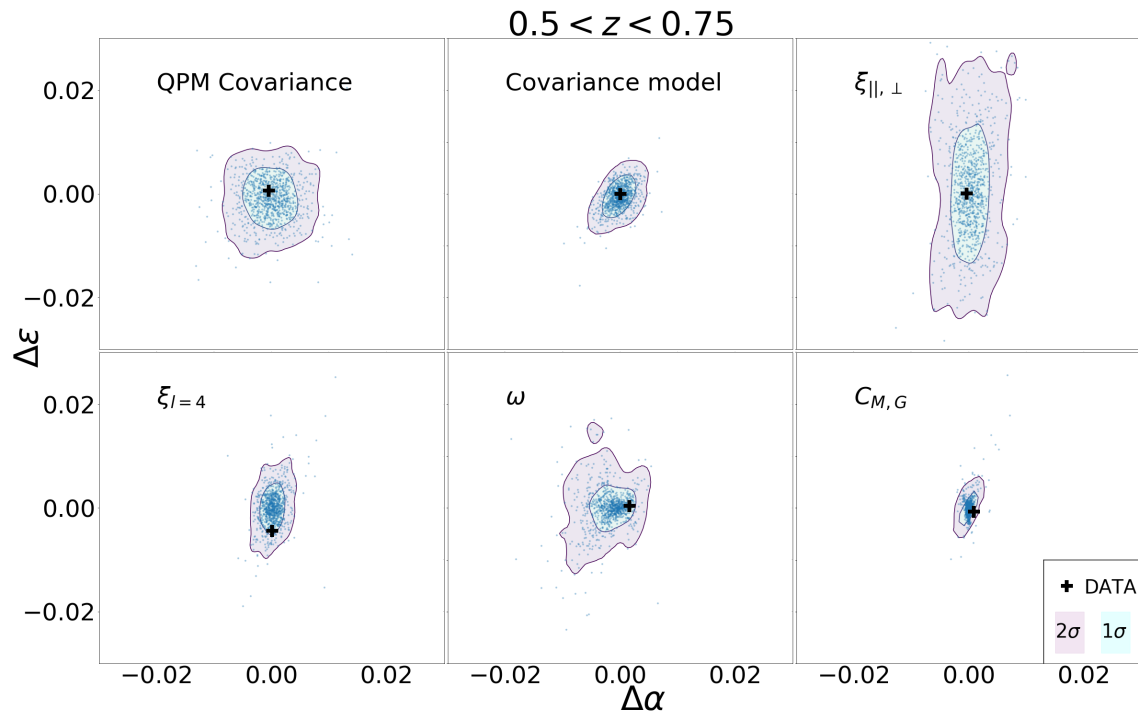 0.5 < z < 0.75
QPM Covariance
Covariance model
ξ||, ⊥
0.02
0.00
−0.02
Δε
ξl = 4
ω
CM, G
0.02
0.00
−0.02
DATA
2σ 1σ
−0.02 0.00 0.02 −0.02 0.00 0.02 −0.02 0.00 0.02
Δα